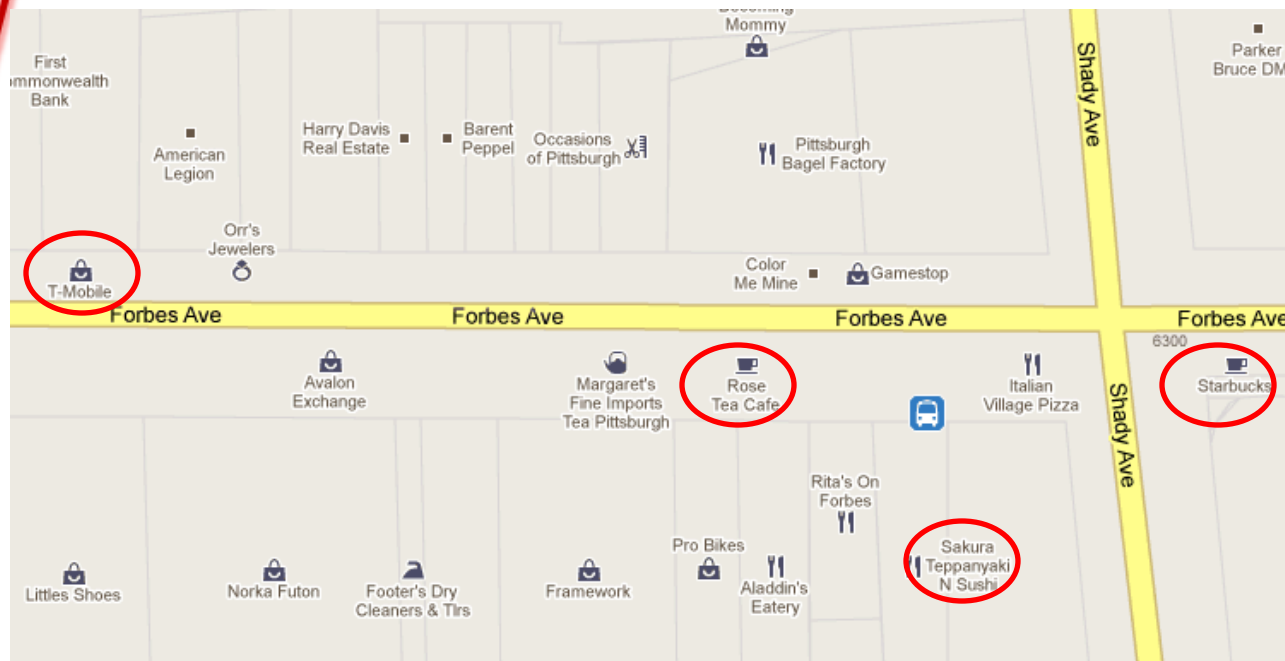 Becoming
Mommy
First
ommonwealth
Bank
Shady Ave
Parker
Bruce DM
American
Legion
Harry Davis
Real Estate
Barent
Peppel
Occasions
of Pittsburgh
Pittsburgh
Bagel Factory
Orr's
Jewelers
T-Mobile
Color
Me Mine
Gamestop
Forbes Ave
Forbes Ave
Forbes Ave
Forbes Ave
6300
Avalon
Exchange
Margaret's
Fine Imports
Tea Pittsburgh
Rose
Tea Cafe
Italian
Village Pizza
Starbucks
Shady Ave
Rita's On
Forbes
Littles Shoes
Norka Futon
Footer's Dry
Cleaners & Tlrs
Framework
Pro Bikes
Aladdin's
Eatery
Sakura
Teppanyaki
N Sushi